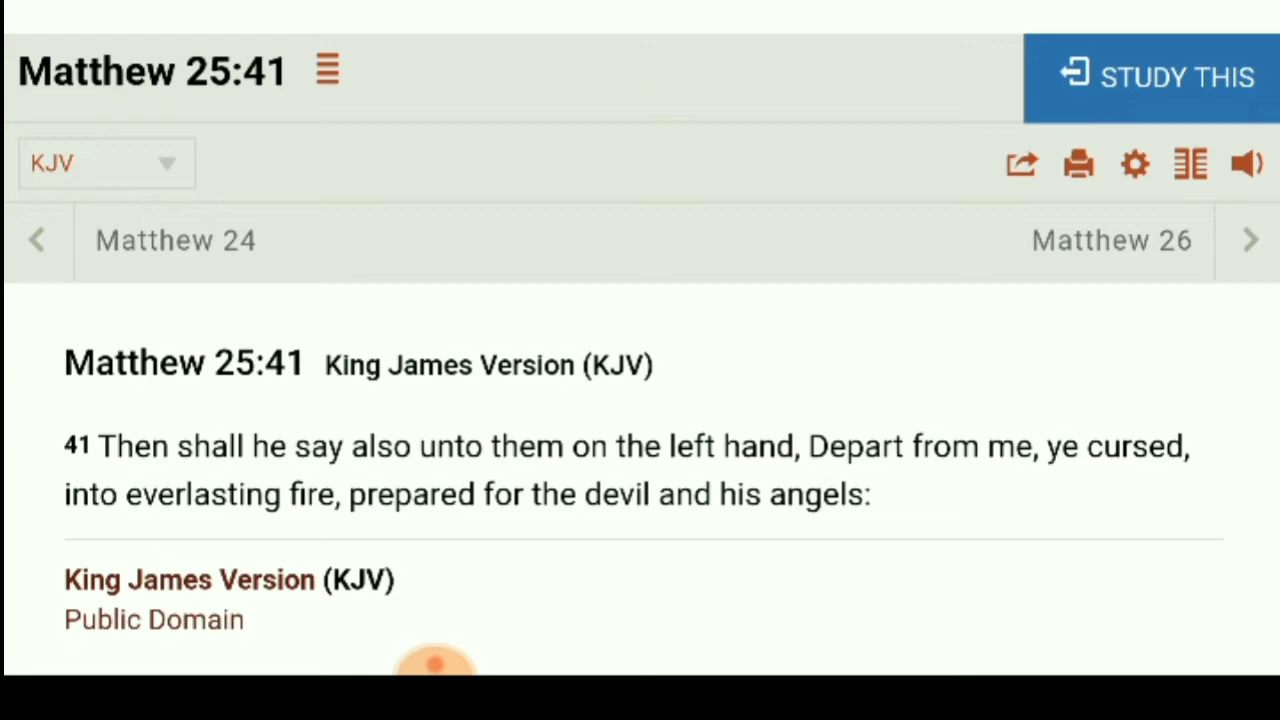 Matthew 25:41
STUDY THIS
KJV
Matthew 24
Matthew 26
Matthew 25:41 King James Version (KJV)
41 Then shall he say also unto them on the left hand, Depart from me, ye cursed,
into everlasting fire, prepared for the devil and his angels:
King James Version (KJV)
Public Domain